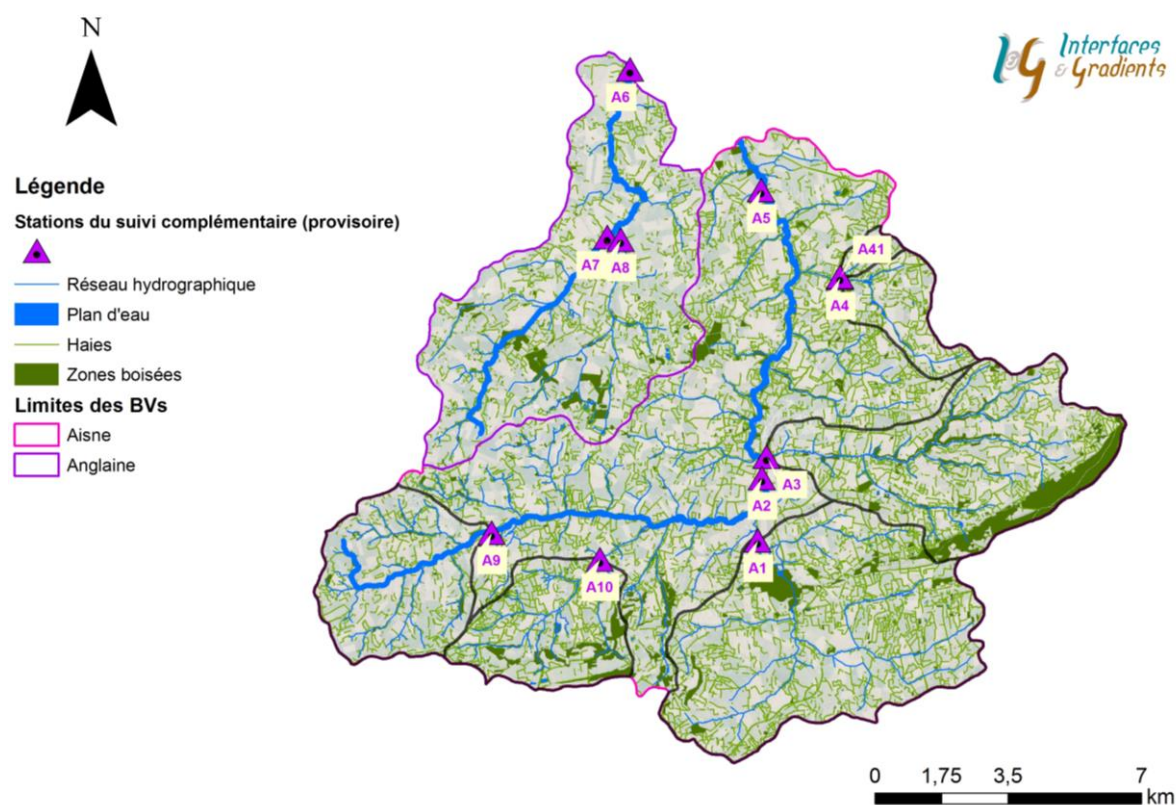 N
Interfaces
& Gradients
I&G
Légende
Stations du suivi complémentaire (provisoire)
Réseau hydrographique
Plan d'eau
Haies
Zones boisées
Limites des BVs
Aisne
Anglaine
A6
A5
A7
A8
A41
A4
A3
A2
A9
A1
A10
0 1,75 3,5 7
km